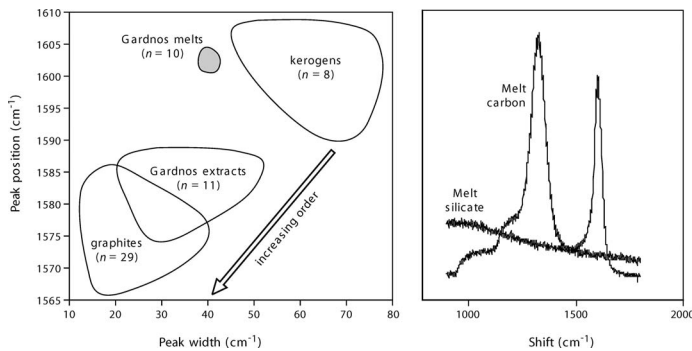 1610
1605
1600
1595
1590
1585
1580
1575
1570
1565
Peak position (cm⁻¹)
10 20 30 40 50 60 70 80
Peak width (cm⁻¹)
Gardnos melts
(n = 10)
kerogens
(n = 8)
Gardnos extracts
(n = 11)
graphites
(n = 29)
increasing order
Melt
carbon
Melt
silicate
1000 1500 2000
Shift (cm⁻¹)